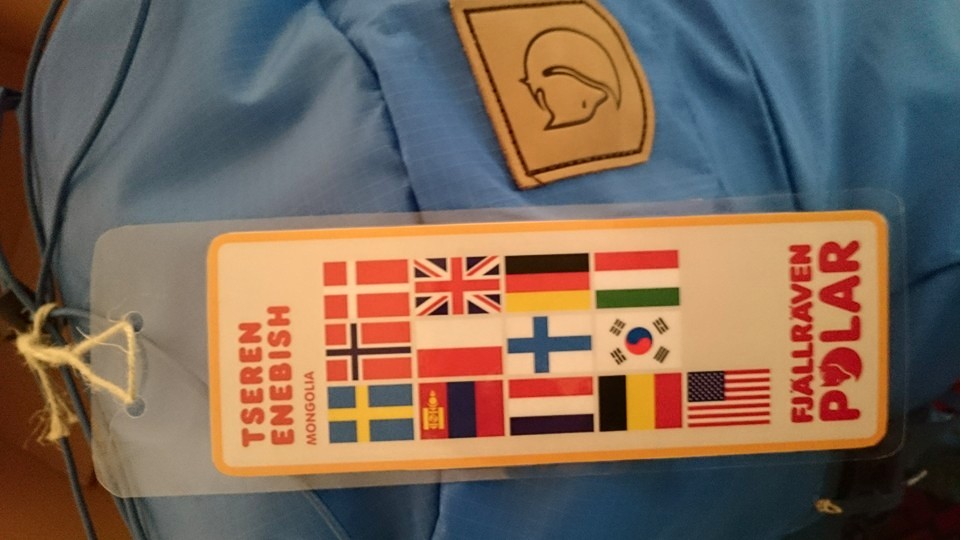 TSEREN
ENEBISH
MONGOLIA
FJÄLLRÄVEN
POLAR